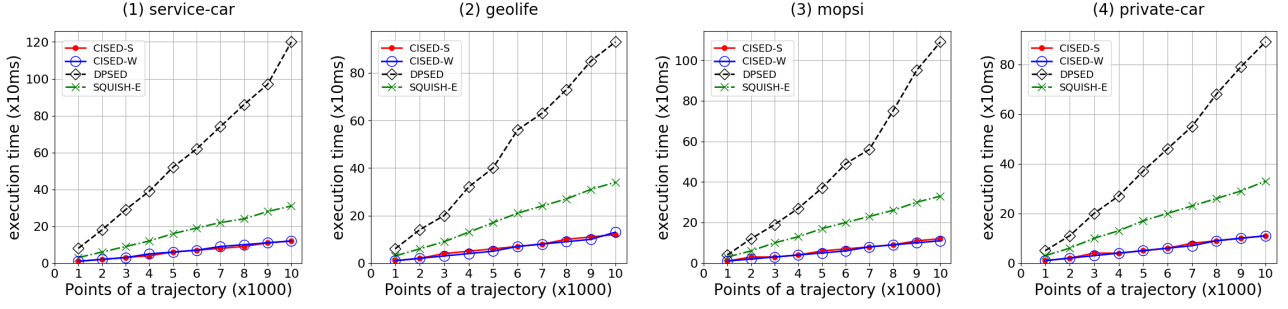 (1) service-car
execution time (x10ms)
120
100
80
60
40
20
0
CISED-S
CISED-W
DPSED
SQUISH-E
0 1 2 3 4 5 6 7 8 9 10
Points of a trajectory (x1000)
(2) geolife
execution time (x10ms)
80
60
40
20
0
CISED-S
CISED-W
DPSED
SQUISH-E
0 1 2 3 4 5 6 7 8 9 10
Points of a trajectory (x1000)
(3) mopsi
execution time (x10ms)
100
80
60
40
20
0
CISED-S
CISED-W
DPSED
SQUISH-E
0 1 2 3 4 5 6 7 8 9 10
Points of a trajectory (x1000)
(4) private-car
execution time (x10ms)
80
60
40
20
0
CISED-S
CISED-W
DPSED
SQUISH-E
0 1 2 3 4 5 6 7 8 9 10
Points of a trajectory (x1000)